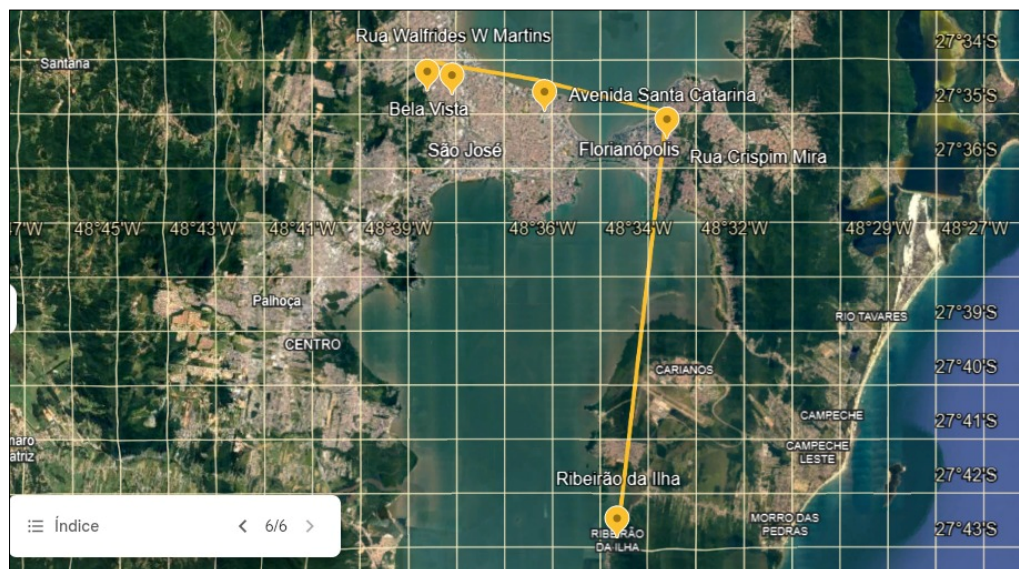 Rua Walfrides W Martins
27°34'S
Santana
Avenida Santa Catarina
27°35'S
Bela Vista
São José
Florianópolis
27°36'S
Rua Crispim Mira
47'W
48°45'W
48°43'W
48°41'W
48°39'W
48°36'W
48°34'W
48°32'W
48°29'W
48°27'W
Palhoça
27°39'S
RIO TAVARES
CENTRO
CARIANOS
27°40'S
CAMPECHE
27°41'S
naro
atriz
CAMPECHE
LESTE
Ribeirão da Ilha
27°42'S
MORRO DAS
PEDRAS
27°43'S
RIBEIRÃO
DA ILHA
Índice
6/6